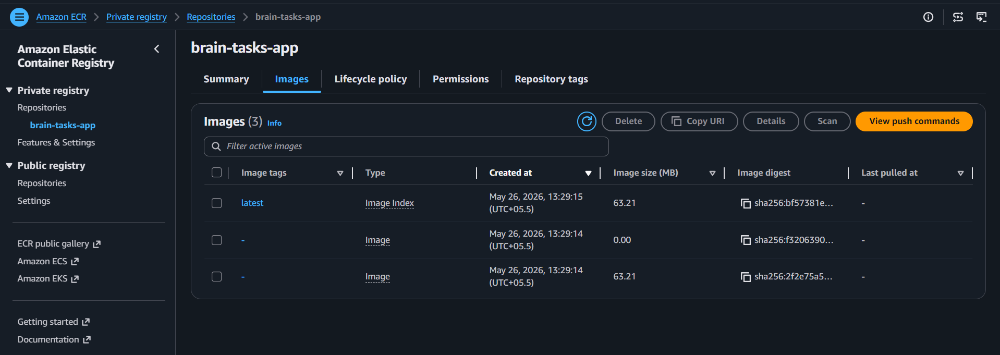 Amazon ECR > Private registry > Repositories > brain-tasks-app
Amazon Elastic
Container Registry
Private registry
Repositories
brain-tasks-app
Features & Settings
Public registry
Repositories
Settings
ECR public gallery
Amazon ECS
Amazon EKS
Getting started
Documentation
brain-tasks-app
Summary Images Lifecycle policy Permissions Repository tags
Images (3) Info Delete Copy URI Details Scan View push commands
Filter active images
Image tags Type Created at Image size (MB) Image digest Last pulled at
latest Image Index May 26, 2026, 13:29:15 63.21 sha256:bf57381e... -
(UTC+05.5)
- Image May 26, 2026, 13:29:14 0.00 sha256:f3206390... -
(UTC+05.5)
- Image May 26, 2026, 13:29:14 63.21 sha256:2f2e75a5... -
(UTC+05.5)